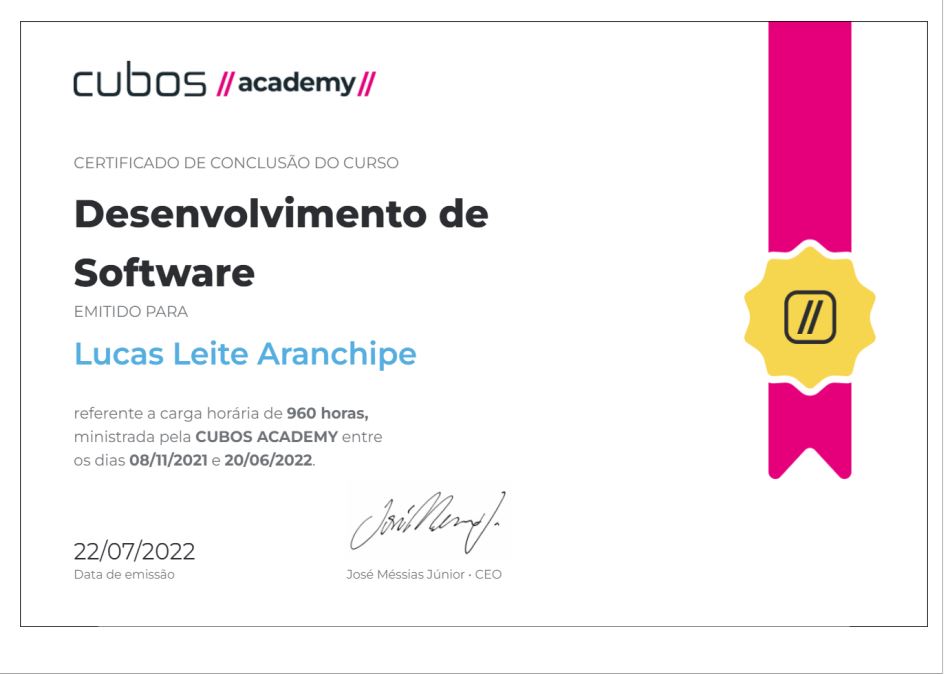 cubos //academy//
CERTIFICADO DE CONCLUSÃO DO CURSO
Desenvolvimento de
Software
EMITIDO PARA
Lucas Leite Aranchipe
referente a carga horária de 960 horas,
ministrada pela CUBOS ACADEMY entre
os dias 08/11/2021 e 20/06/2022.
22/07/2022
Data de emissão
José Méssias Júnior • CEO
//